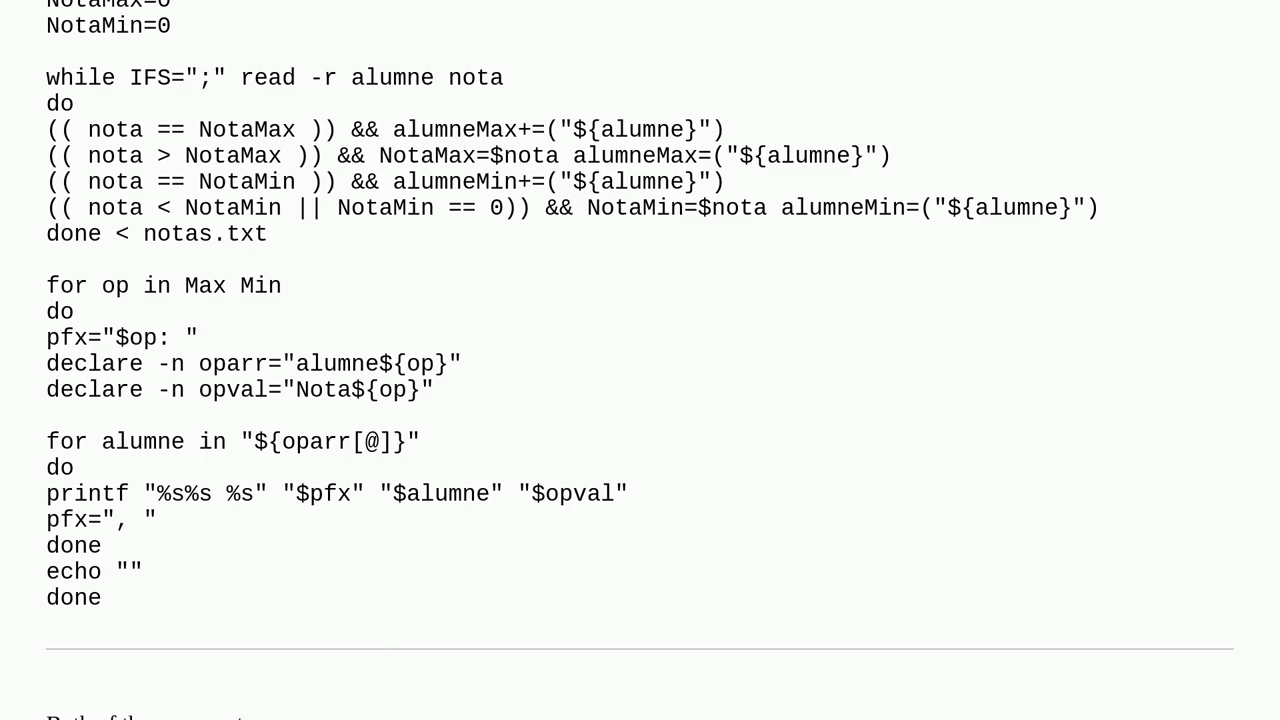 NotaMax=0
NotaMin=0
while IFS=";" read -r alumne nota
do
(( nota == NotaMax )) && alumneMax+=("${alumne}")
(( nota > NotaMax )) && NotaMax=$nota alumneMax=("${alumne}")
(( nota == NotaMin )) && alumneMin+=("${alumne}")
(( nota < NotaMin || NotaMin == 0)) && NotaMin=$nota alumneMin=("${alumne}")
done < notas.txt
for op in Max Min
do
pfx="$op: "
declare -n oparr="alumne${op}"
declare -n opval="Nota${op}"
for alumne in "${oparr[@]}"
do
printf "%s%s %s" "$pfx" "$alumne" "$opval"
pfx=", "
done
echo ""
done